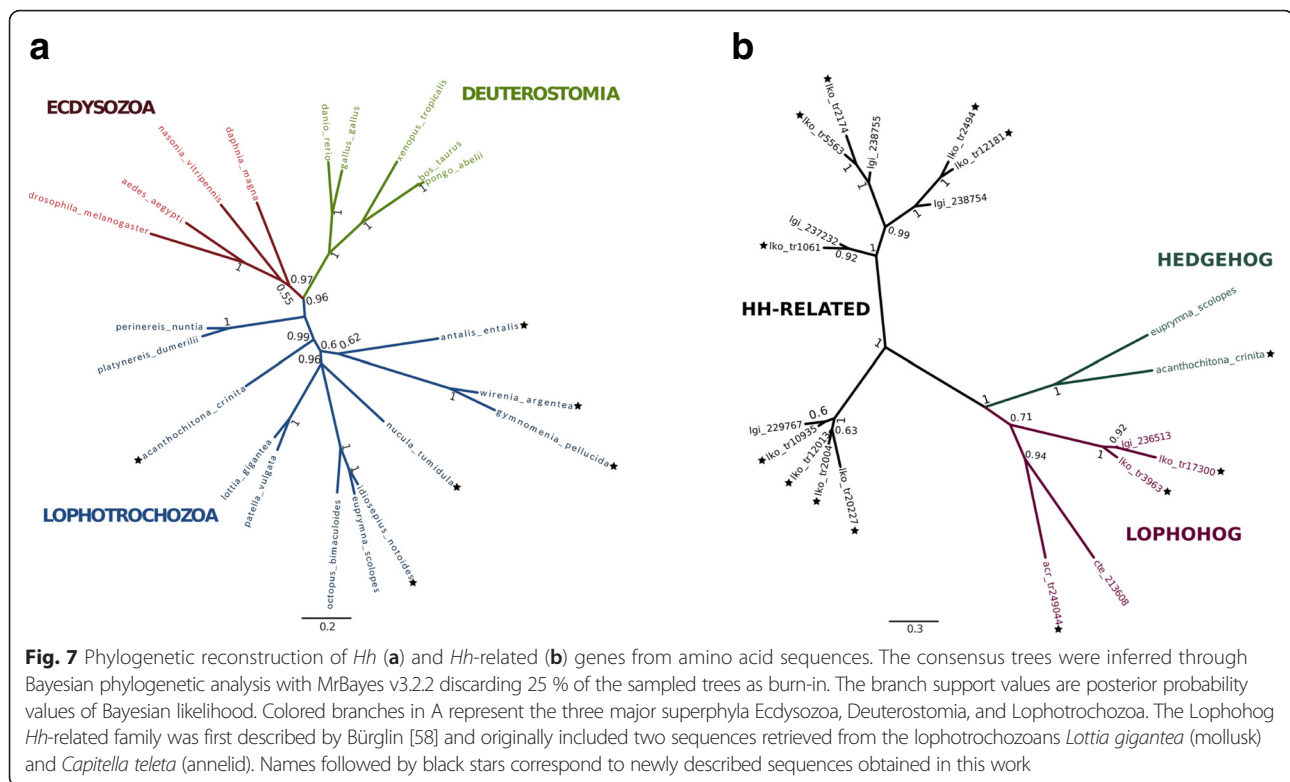 a
b
ECDYSOZOA
DEUTEROSTOMIA
drosophila_melanogaster
aedes_aegypti
nasonia_vitripennis
daphnia_magna
danio_rerio
gallus_gallus
xenopus_tropicalis
bos_taurus
pongo_abelii
1
1
1
1
1
0.97
0.55
0.96
perinereis_nuntia
1
platynereis_dumerilii
0.99
0.6
0.62
0.96
antalis_entalis★
wirenia_argentea★
1
gymnomenia_pellucida
★
★acanthochitona_crinita
lottia_gigantea
1
patella_vulgata
nucula_tumidula
★
1
1
octopus_bimaculoides
euprymna_scolopes
idiosepius_notoides
★
LOPHOTROCHOZOA
0.2
★lko_tr2174
★lko_tr5563
lgi_238755
1
1
lko_tr2494★
lko_tr12181★
1
1
lgi_238754
0.99
lgi_237232
★lko_tr1061
0.92
1
HH-RELATED
1
HEDGEHOG
euprymna_scolopes
acanthochitona_crinita★
1
1
0.71
0.92
lgi_236513
lko_tr17300★
1
lko_tr3963★
0.94
0.6
1
0.63
lgi_229767
★lko_tr10935
★lko_tr12013
★lko_tr2004
lko_tr20227
★
LOPHOHOG
acr_tr249044
★
cte_213608
0.3
Fig. 7 Phylogenetic reconstruction of Hh (a) and Hh-related (b) genes from amino acid sequences. The consensus trees were inferred through
Bayesian phylogenetic analysis with MrBayes v3.2.2 discarding 25 % of the sampled trees as burn-in. The branch support values are posterior probability
values of Bayesian likelihood. Colored branches in A represent the three major superphyla Ecdysozoa, Deuterostomia, and Lophotrochozoa. The Lophohog
Hh-related family was first described by Bürglin [58] and originally included two sequences retrieved from the lophotrochozoans Lottia gigantea (mollusk)
and Capitella teleta (annelid). Names followed by black stars correspond to newly described sequences obtained in this work